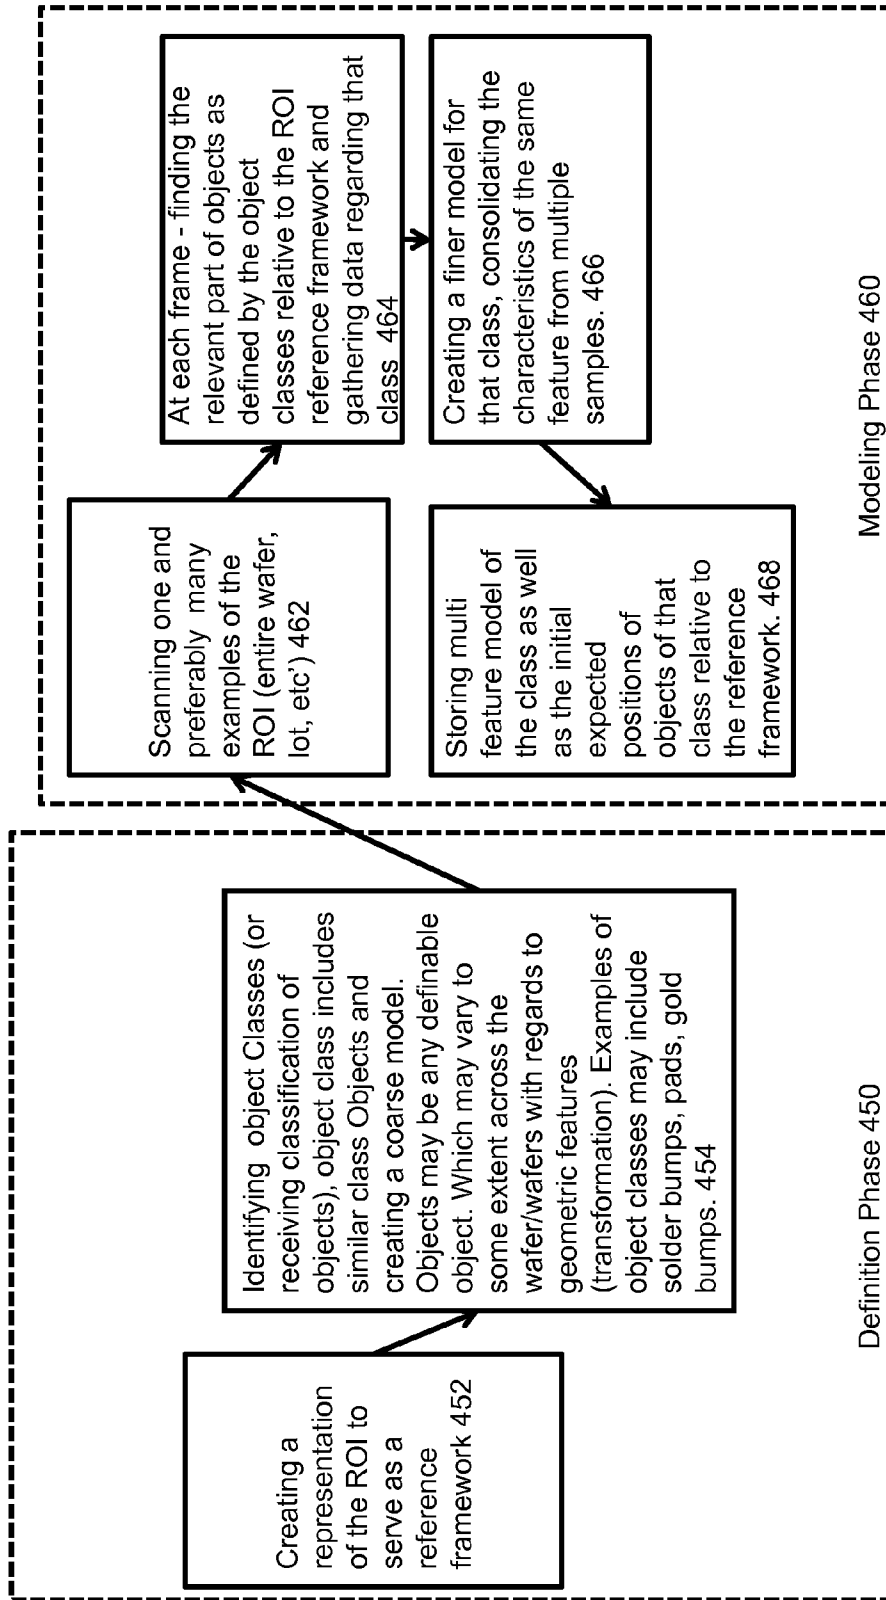 Creating a
representation
of the ROI to
serve as a
reference
framework 452
Identifying object Classes (or
receiving classification of
objects), object class includes
similar class Objects and
creating a coarse model.
Objects may be any definable
object. Which may vary to
some extent across the
wafer/wafers with regards to
geometric features
(transformation). Examples of
object classes may include
solder bumps, pads, gold
bumps. 454
Definition Phase 450
Scanning one and
preferably many
examples of the
ROI (entire wafer,
lot, etc') 462
At each frame - finding the
relevant part of objects as
defined by the object
classes relative to the ROI
reference framework and
gathering data regarding that
class 464
Creating a finer model for
that class, consolidating the
characteristics of the same
feature from multiple
samples. 466
Storing multi
feature model of
the class as well
as the initial
expected
positions of
objects of that
class relative to
the reference
framework. 468
Modeling Phase 460